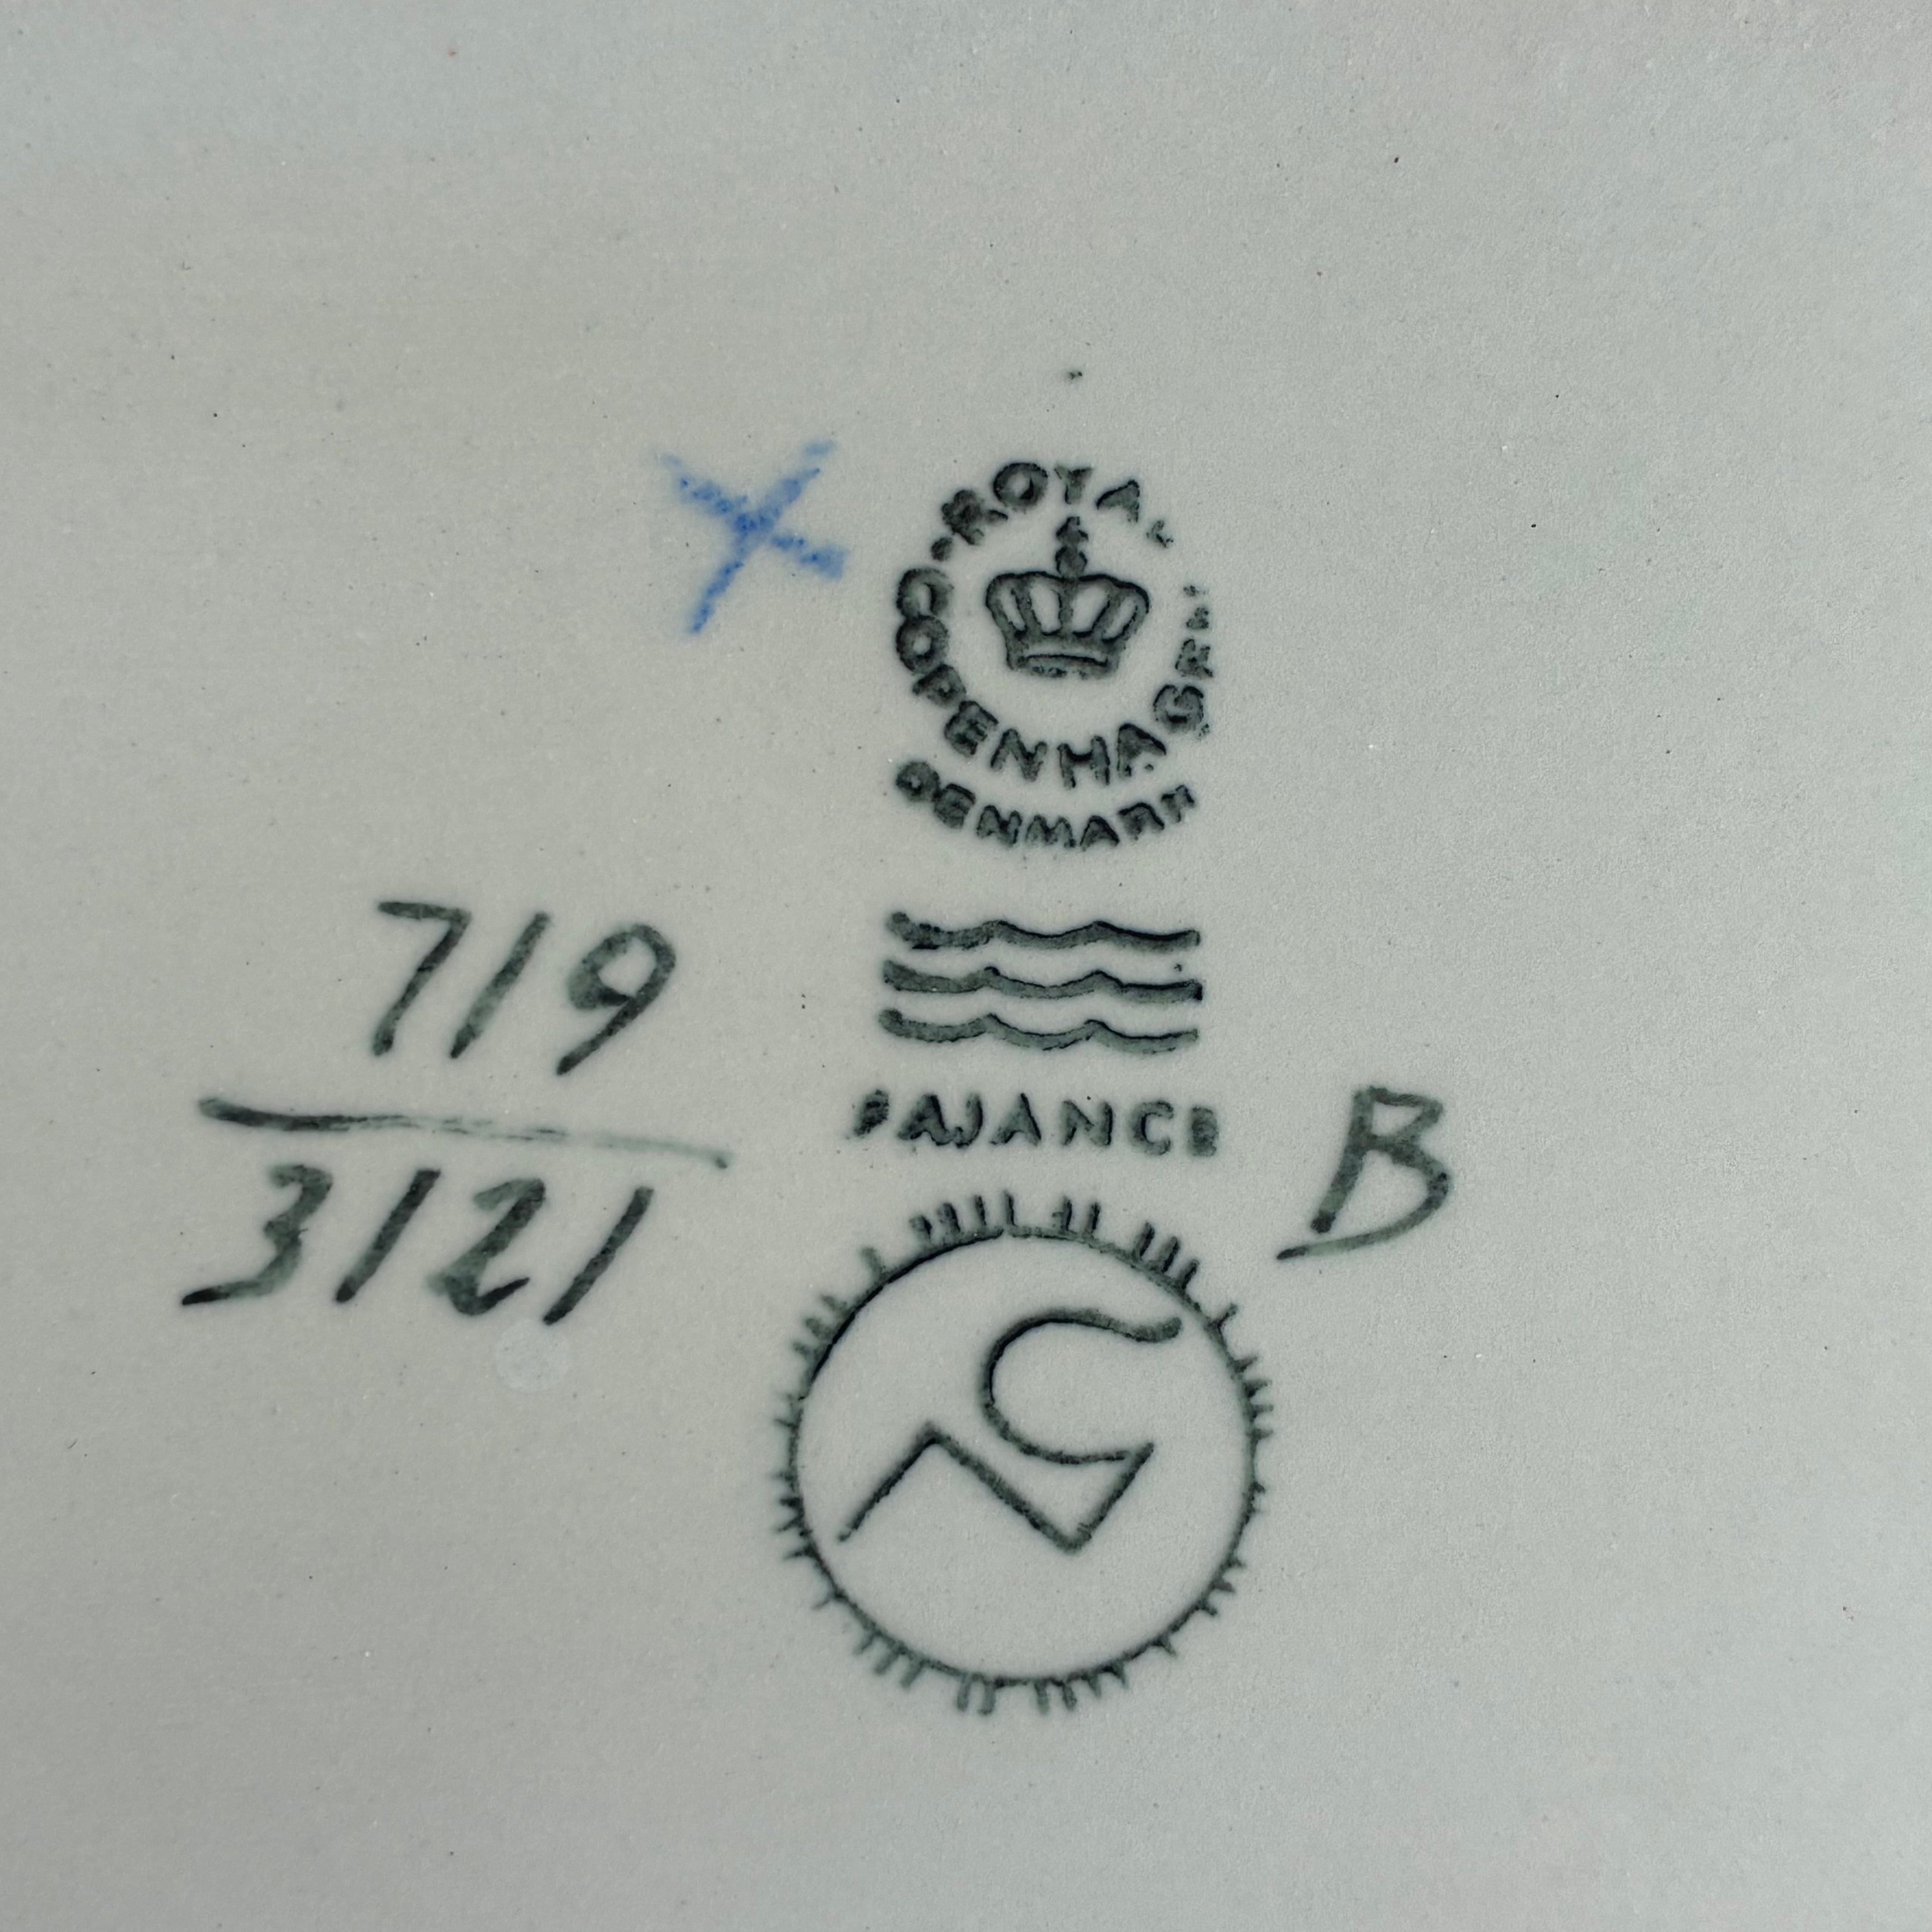 ROYAL
COPENHAGEN
DENMARK
719
3121
FAJANCE
B